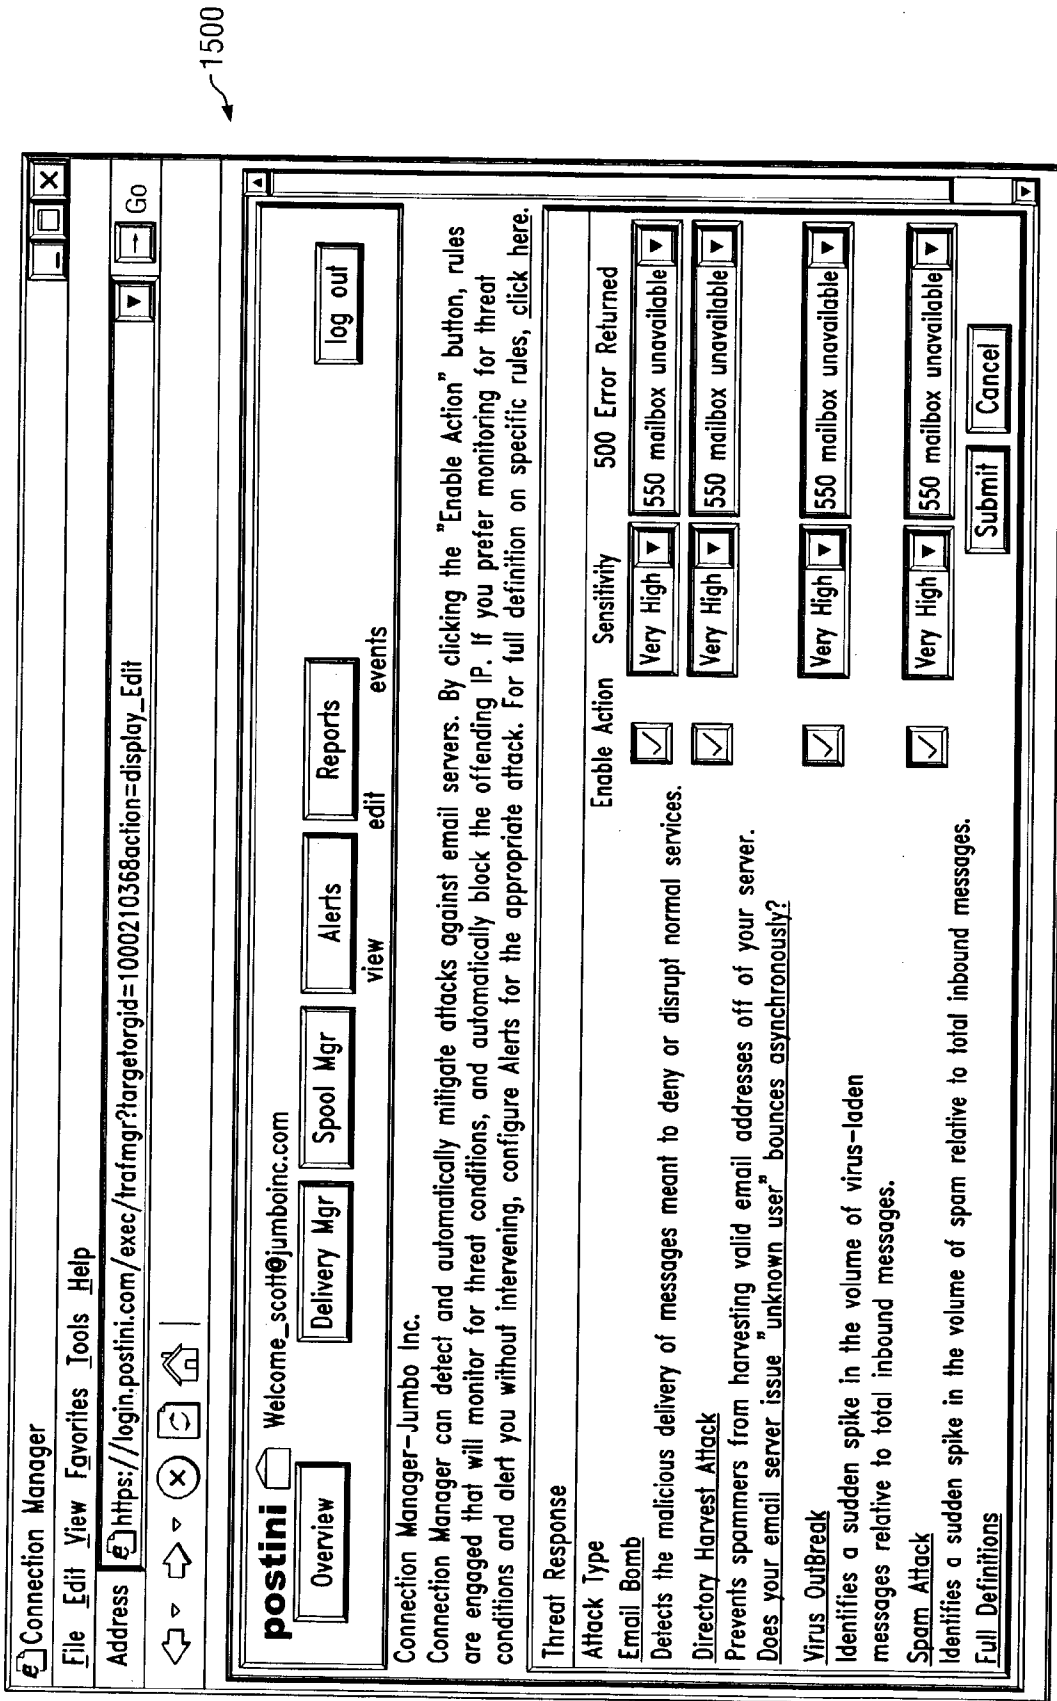 1500
Connection Manager
File Edit View Favorites Tools Help
Address https://login.postini.com/exec/trafmgr?targetorgid=1000210368action=display_Edit Go
postini Welcome_scott@jumboinc.com
Overview Delivery Mgr Spool Mgr Alerts Reports log out
view edit events
Connection Manager-Jumbo Inc.
Connection Manager can detect and automatically mitigate attacks against email servers. By clicking the "Enable Action" button, rules
are engaged that will monitor for threat conditions, and automatically block the offending IP. If you prefer monitoring for threat
conditions and alert you without intervening, configure Alerts for the appropriate attack. For full definition on specific rules, click here.
Threat Response
Attack Type Enable Action Sensitivity 500 Error Returned
Email Bomb Very High 550 mailbox unavailable
Detects the malicious delivery of messages meant to deny or disrupt normal services.
Directory Harvest Attack Very High 550 mailbox unavailable
Prevents spammers from harvesting valid email addresses off of your server.
Does your email server issue "unknown user" bounces asynchronously?
Virus OutBreak Very High 550 mailbox unavailable
Identifies a sudden spike in the volume of virus-laden
messages relative to total inbound messages.
Spam Attack Very High 550 mailbox unavailable
Identifies a sudden spike in the volume of spam relative to total inbound messages.
Full Definitions Submit Cancel